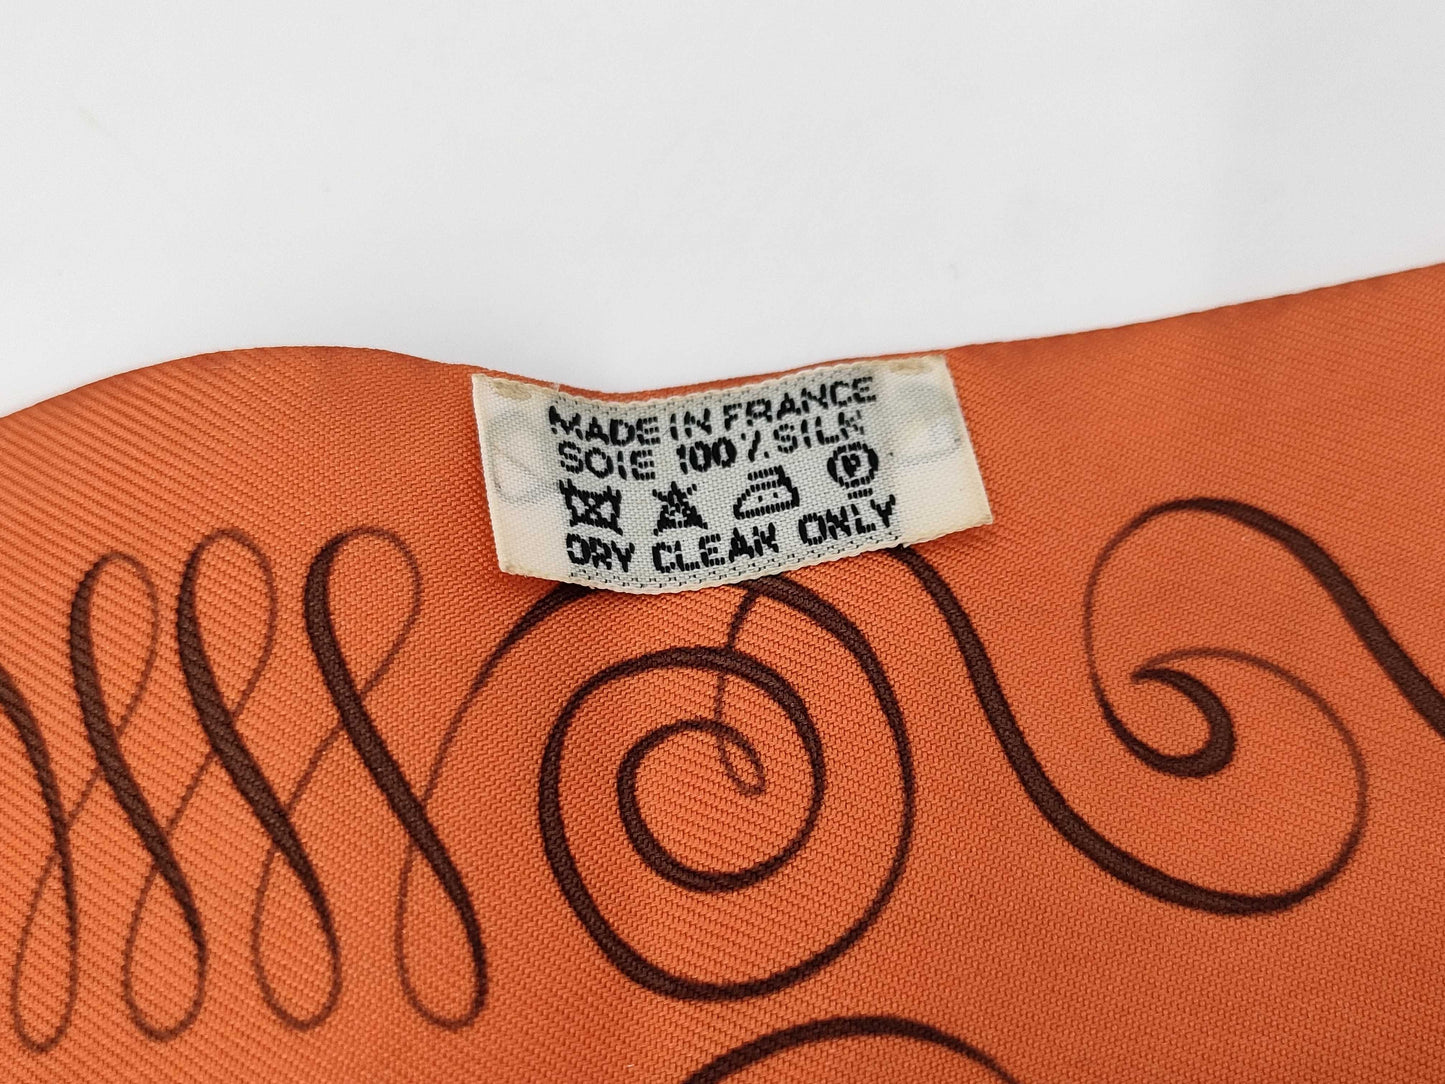 MADE IN FRANCE
SOIE 100% SILK
P
DRY CLEAN ONLY